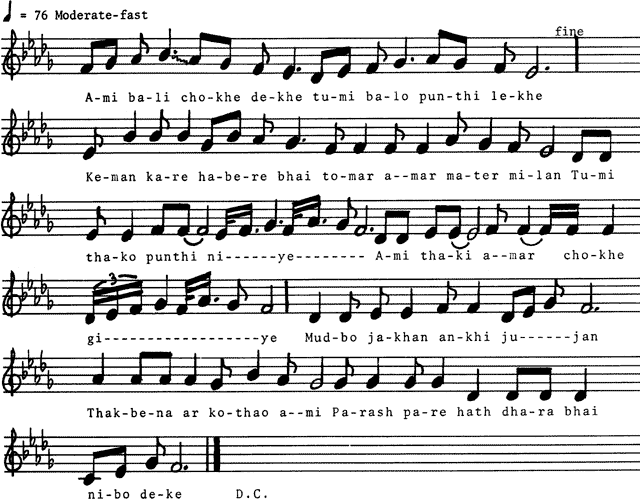 ♩ = 76 Moderate-fast
fine
A-mi ba-li cho-khe de-khe tu-mi ba-lo pun-thi le-khe
Ke-man ka-re ha-be-re bhai to-mar a--mar ma-ter mi-lan Tu-mi
tha-ko punthi ni------ye-------- A-mi tha-ki a--mar cho-khe
3
gi------------------ye Mud-bo ja-khan an-khi ju------jan
Thak-be-na ar ko-thao a--mi Pa-rash pa-re hath dha-ra bhai
ni-bo de-ke D.C.